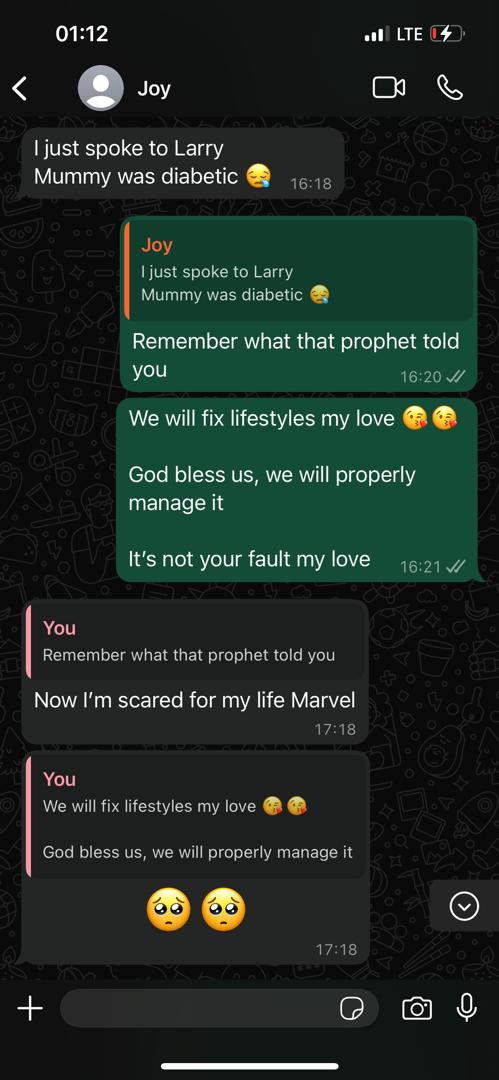 01:12
LTE
Joy
I just spoke to Larry
Mummy was diabetic 😪
16:18
Joy
I just spoke to Larry
Mummy was diabetic 😪
Remember what that prophet told
you
16:20
We will fix lifestyles my love 😘😘
God bless us, we will properly
manage it
It’s not your fault my love
16:21
You
Remember what that prophet told you
Now I’m scared for my life Marvel
17:18
You
We will fix lifestyles my love 😘😘
God bless us, we will properly manage it
🥺🥺
17:18